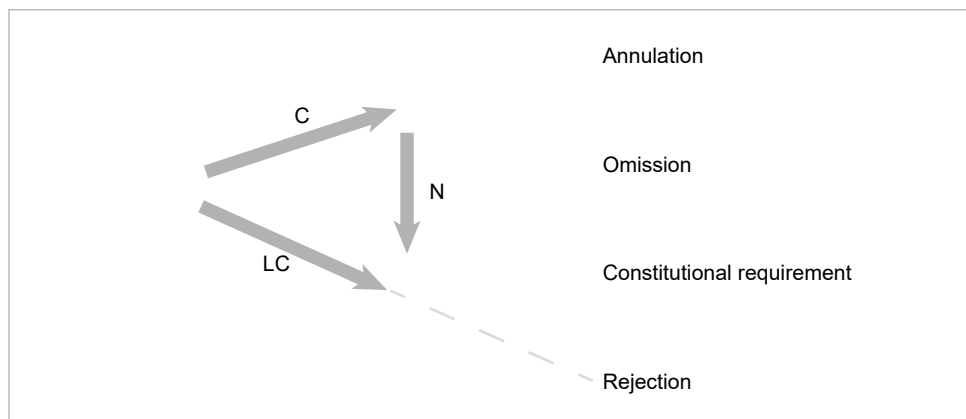 Annulation
C
Omission
N
LC
Constitutional requirement
Rejection